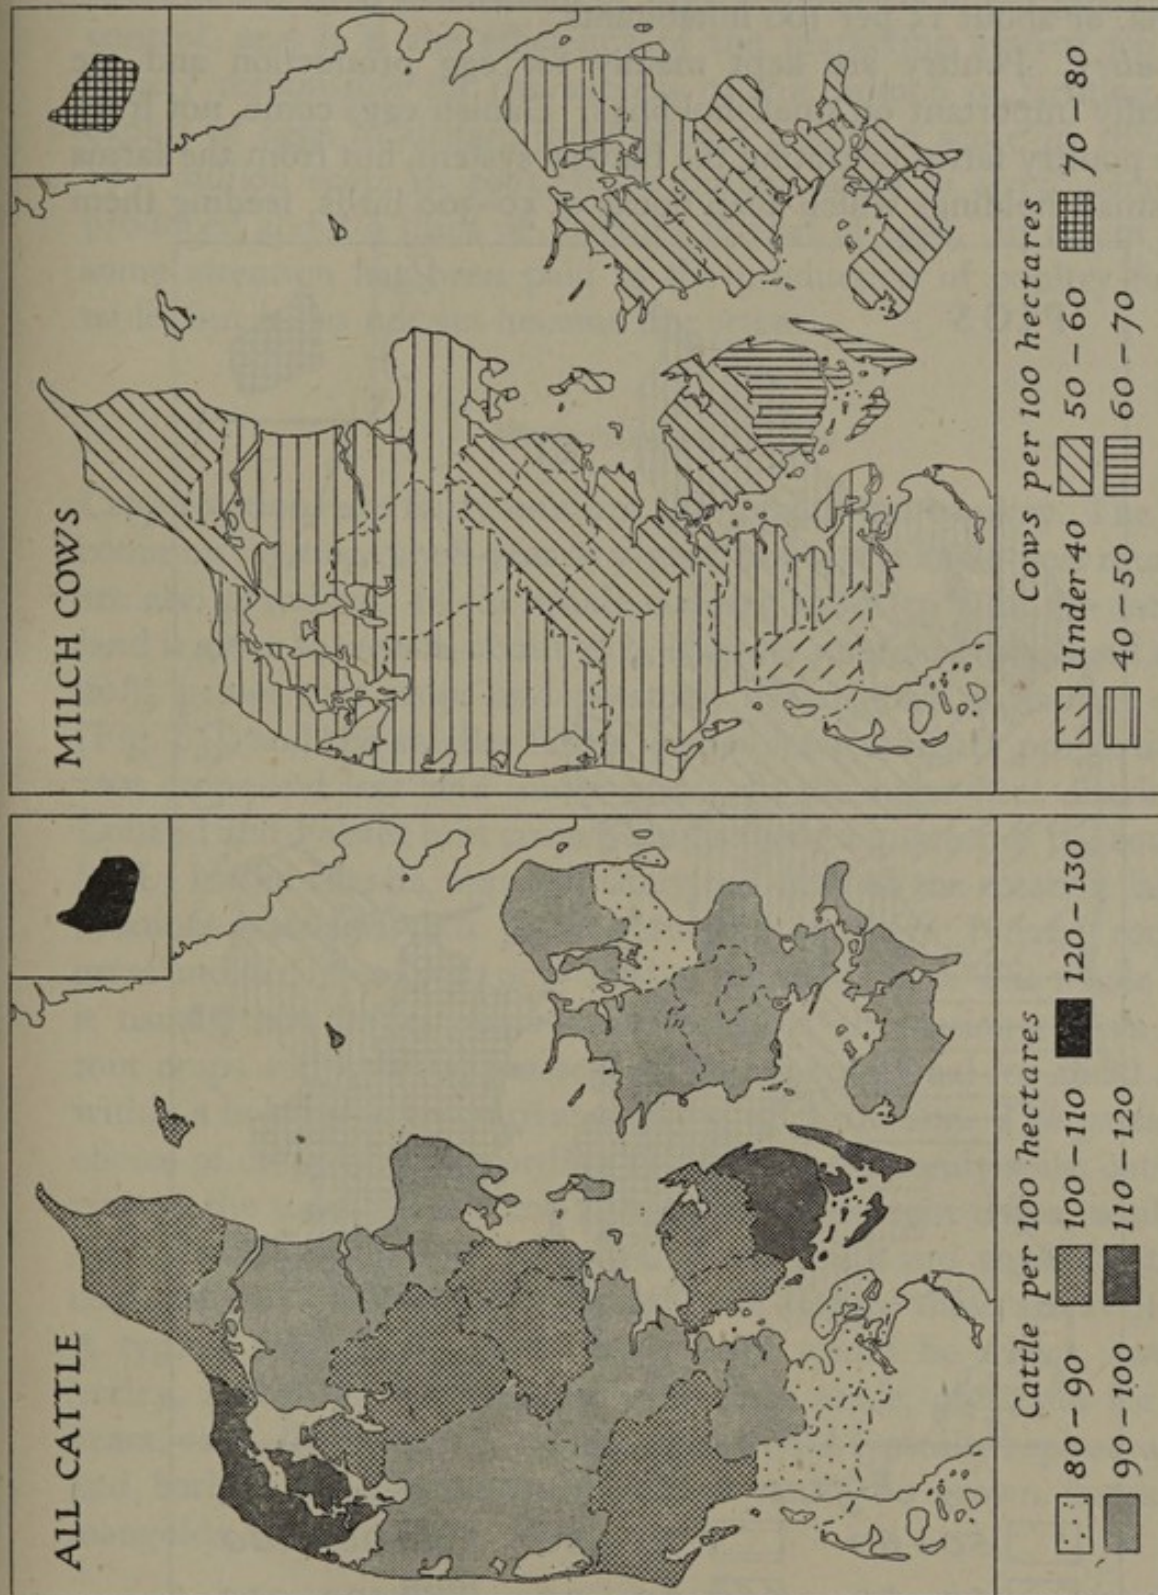 ALL CATTLE
Cattle per 100 hectares
80 – 90
100 – 110
120 – 130
90 – 100
110 – 120
MILCH COWS
Cows per 100 hectares
Under 40
50 – 60
70 – 80
40 – 50
60 – 70